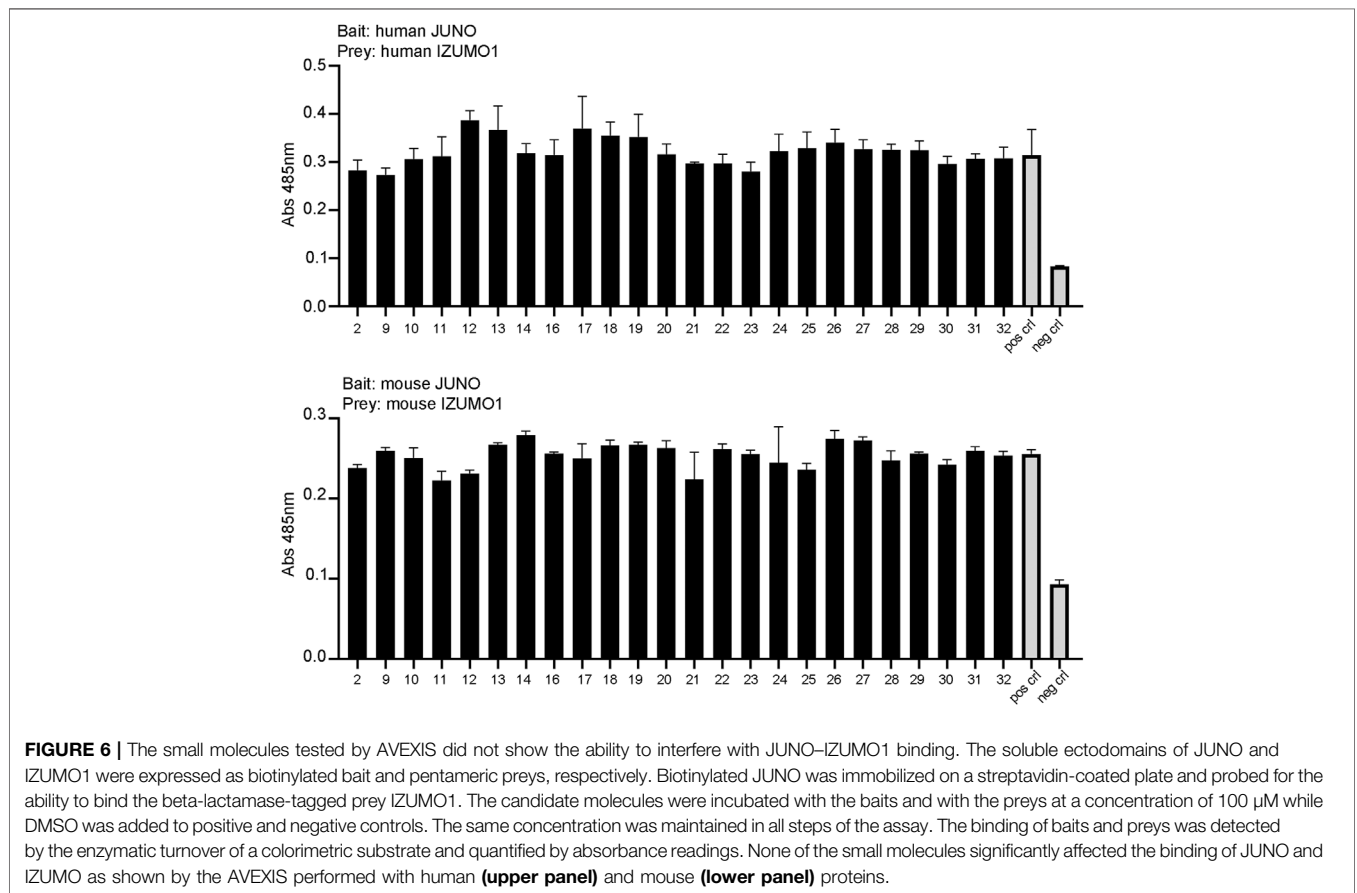 Bait: human JUNO
Prey: human IZUMO1
0.5
0.4
0.3
0.2
0.1
0.0
Abs 485nm
2 9 10 11 12 13 14 16 17 18 19 20 21 22 23 24 25 26 27 28 29 30 31 32 pos crl neg crl
Bait: mouse JUNO
Prey: mouse IZUMO1
0.3
0.2
0.1
0.0
Abs 485nm
2 9 10 11 12 13 14 16 17 18 19 20 21 22 23 24 25 26 27 28 29 30 31 32 pos crl neg crl
FIGURE 6 | The small molecules tested by AVEXIS did not show the ability to interfere with JUNO–IZUMO1 binding. The soluble ectodomains of JUNO and
IZUMO1 were expressed as biotinylated bait and pentameric preys, respectively. Biotinylated JUNO was immobilized on a streptavidin-coated plate and probed for the
ability to bind the beta-lactamase-tagged prey IZUMO1. The candidate molecules were incubated with the baits and with the preys at a concentration of 100 µM while
DMSO was added to positive and negative controls. The same concentration was maintained in all steps of the assay. The binding of baits and preys was detected
by the enzymatic turnover of a colorimetric substrate and quantified by absorbance readings. None of the small molecules significantly affected the binding of JUNO and
IZUMO as shown by the AVEXIS performed with human (upper panel) and mouse (lower panel) proteins.